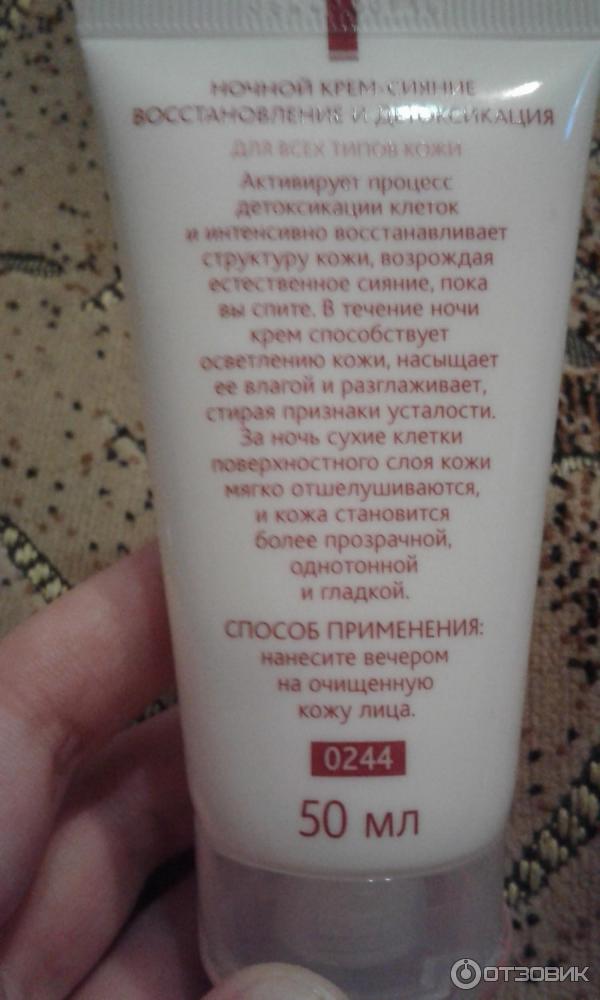 НОЧНОЙ КРЕМ-СИЯНИЕ
ВОССТАНОВЛЕНИЕ И ДЕТОКСИКАЦИЯ
ДЛЯ ВСЕХ ТИПОВ КОЖИ
Активирует процесс
детоксикации клеток
и интенсивно восстанавливает
структуру кожи, возрождая
естественное сияние, пока
вы спите. В течение ночи
крем способствует
осветлению кожи, насыщает
ее влагой и разглаживает,
стирая признаки усталости.
За ночь сухие клетки
поверхностного слоя кожи
мягко отшелушиваются,
и кожа становится
более прозрачной,
однотонной
и гладкой.
СПОСОБ ПРИМЕНЕНИЯ:
нанесите вечером
на очищенную
кожу лица.
0244
50 мл
ОТЗОВИК